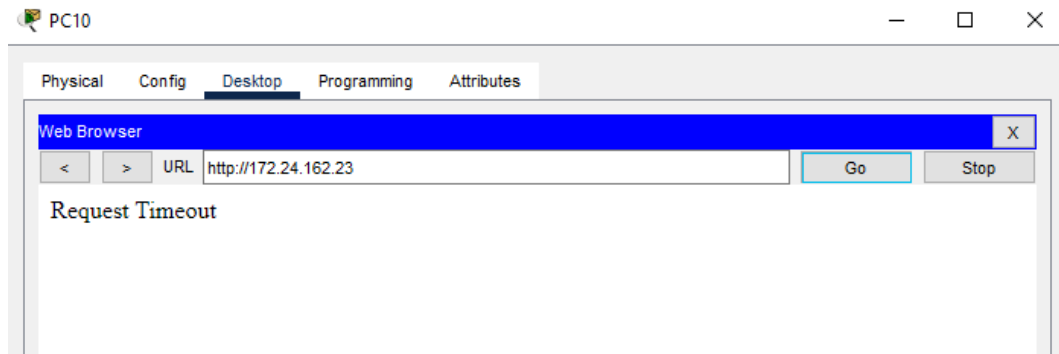 PC10
Physical Config Desktop Programming Attributes
Web Browser X
< > URL http://172.24.162.23 Go Stop
Request Timeout